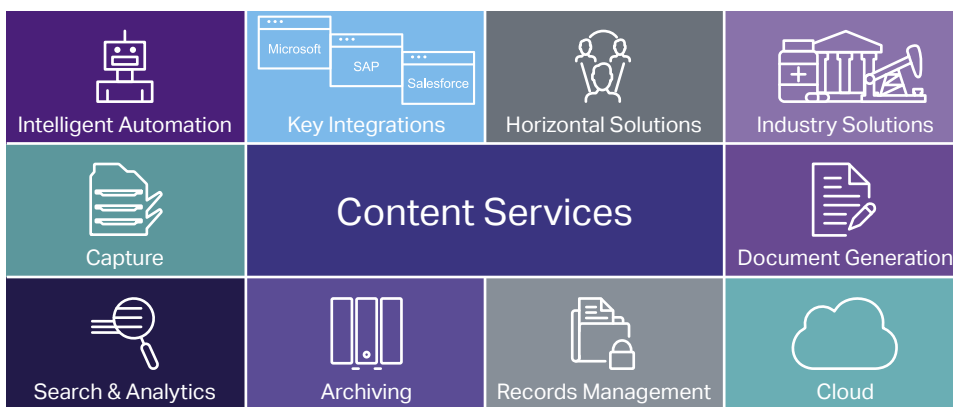 Microsoft
SAP
Salesforce
Intelligent Automation
Key Integrations
Horizontal Solutions
Industry Solutions
Content Services
Capture
Document Generation
Search & Analytics
Archiving
Records Management
Cloud